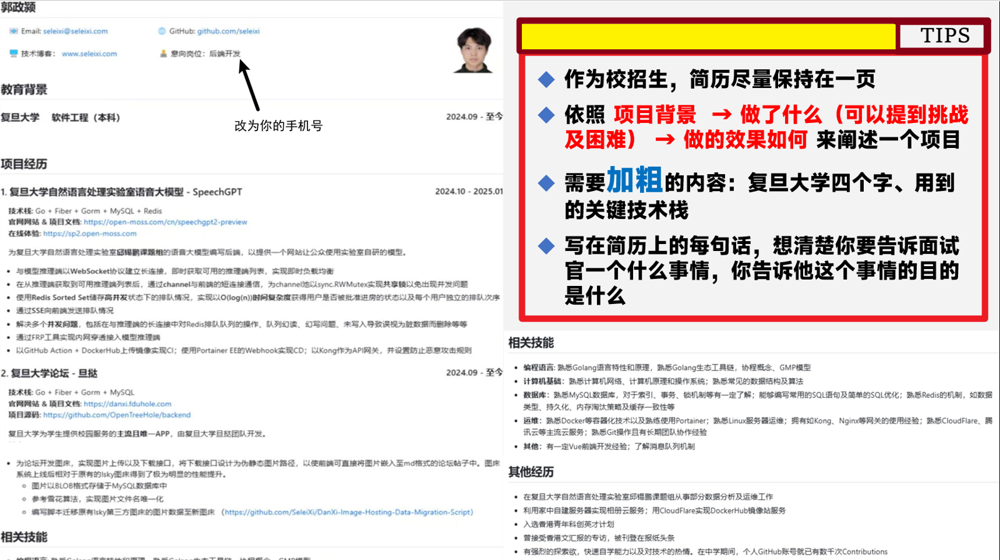 郭政颍
Email: seleixi@seleixi.com
GitHub: github.com/seleixi
技术博客： www.seleixi.com
意向岗位：后端开发
改为你的手机号
教育背景
复旦大学 软件工程（本科）
2024.09 - 至今
项目经历
1. 复旦大学自然语言处理实验室语音大模型 - SpeechGPT
2024.10 - 2025.01
技术栈: Go + Fiber + Gorm + MySQL + Redis
官网网站 & 项目文档: https://open-moss.com/cn/speechgpt2-preview
在线体验: https://sp2.open-moss.com
为复旦大学自然语言处理实验室邱锡鹏课题组的语音大模型编写后端，以提供一个网站让公众使用实验室自研的模型。
• 与模型推理端以WebSocket协议建立长连接，即时获取可用的推理端列表，实现即时负载均衡
• 在从推理端获取到可用推理端列表后，通过channel与前端的短连接通信，为channel池以sync.RWMutex实现共享锁以免出现并发问题
• 使用Redis Sorted Set储存高并发状态下的排队情况，实现以O(log(n))时间复杂度获得用户是否被批准进房的状态以及每个用户独立的排队次序
• 通过SSE向前端发送排队情况
• 解决多个并发问题，包括在与推理端的长连接中对Redis排队队列的操作、队列幻读、幻写问题、未写入导致误视为脏数据而删除等等
• 通过FRP工具实现内网穿透接入模型推理端
• 以GitHub Action + DockerHub上传镜像实现CI；使用Portainer EE的Webhook实现CD；以Kong作为API网关，并设置防止恶意攻击规则
2. 复旦大学论坛 - 旦挞
2024.09 - 至今
技术栈: Go + Fiber + Gorm + MySQL
官网网站 & 项目文档: https://danxi.fduhole.com
项目源码: https://github.com/OpenTreeHole/backend
复旦大学为学生提供校园服务的主流且唯一APP，由复旦大学旦挞团队开发。
• 为论坛开发图床，实现图片上传以及下载接口，将下载接口设计为伪静态图片路径，以使前端可直接将图片嵌入至md格式的论坛帖子中。图床
系统上线后相对于原有的lsky图床得到了极为明显的性能提升。
图片以BLOB格式存储于MySQL数据库中
参考雪花算法，实现图片文件名唯一化
编写脚本迁移原有lsky第三方图床的图片数据至新图床 （https://github.com/SeleiXi/DanXi-Image-Hosting-Data-Migration-Script）
相关技能
• 编程语言: 熟悉Golang语言特性和原理，熟悉Golang生态工具链，协程概念、GMP模型
TIPS
作为校招生，简历尽量保持在一页
依照 项目背景 → 做了什么（可以提到挑战
及困难） → 做的效果如何 来阐述一个项目
需要加粗的内容：复旦大学四个字、用到
的关键技术栈
写在简历上的每句话，想清楚你要告诉面试
官一个什么事情，你告诉他这个事情的目的
是什么
相关技能
• 编程语言: 熟悉Golang语言特性和原理，熟悉Golang生态工具链，协程概念、GMP模型
• 计算机基础：熟悉计算机网络、计算机原理和操作系统；熟悉常见的数据结构及算法
• 数据库：熟悉MySQL数据库，对于索引、事务、锁机制等有一定了解；能够编写常用的SQL语句及简单的SQL优化；熟悉Redis的机制，如数据
类型、持久化、内存淘汰策略及缓存一致性等
• 运维：熟悉Docker等容器化技术以及熟练使用Portainer；熟悉Linux服务器运维；拥有如Kong、Nginx等网关的使用经验；熟悉CloudFlare、腾
讯云等主流云服务；熟悉Git操作且有长期团队协作经验
• 其他：有一定Vue前端开发经验；了解消息队列机制
其他经历
• 在复旦大学自然语言处理实验室邱锡鹏课题组从事部分数据分析及运维工作
• 利用家中自建服务器实现相册云服务；用CloudFlare实现DockerHub镜像站服务
• 入选香港青年科创英才计划
• 曾接受香港文汇报的专访，被刊登在报纸头条
• 有强烈的探索欲，快速自学能力以及对技术的热情。在中学期间，个人GitHub账号就已有数千次Contributions